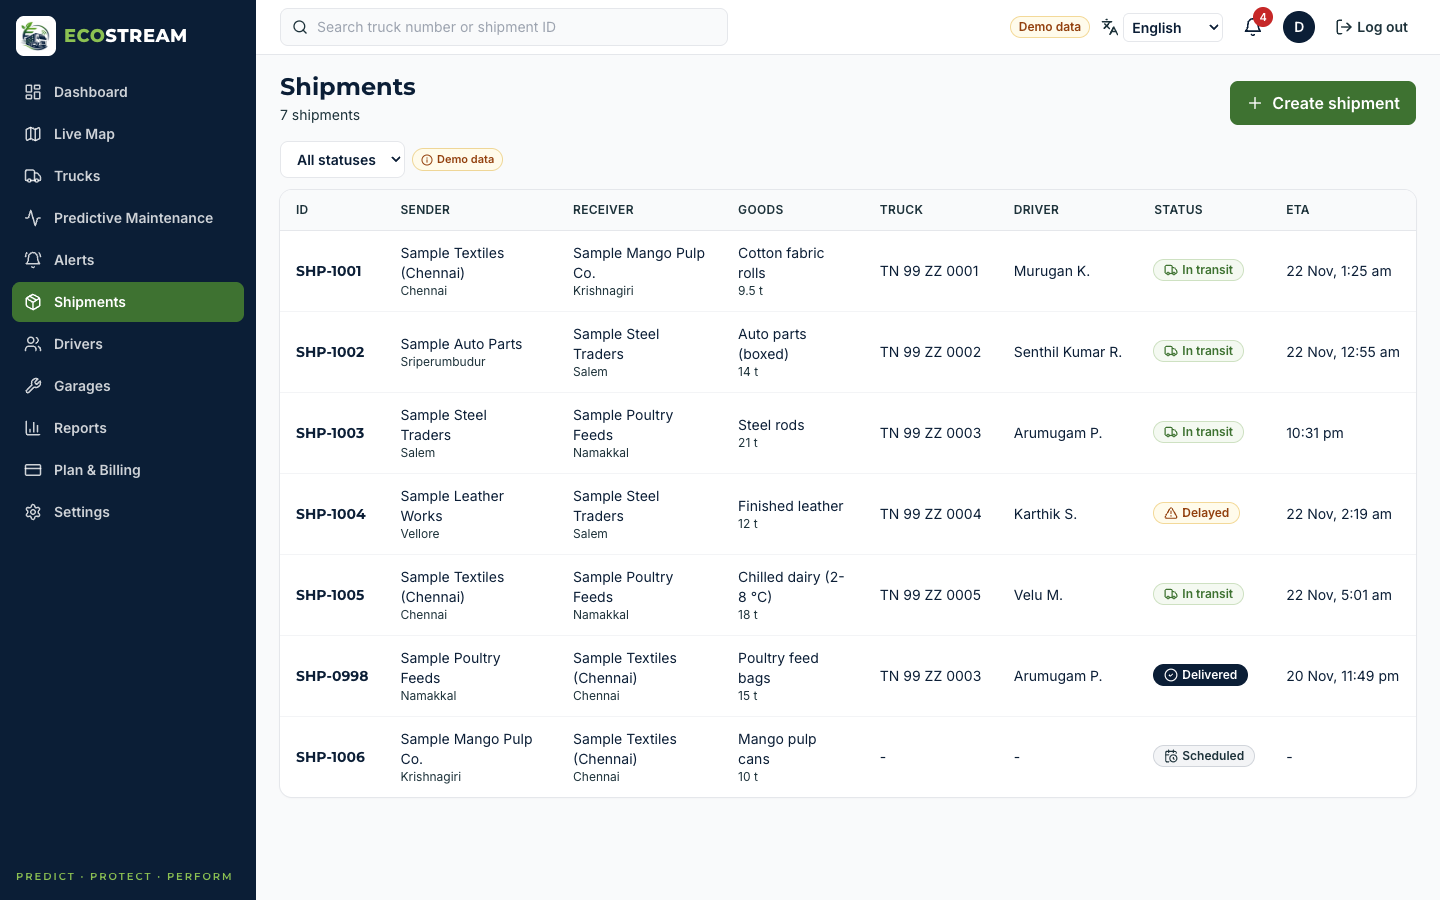 ECOSTREAM
Search truck number or shipment ID
Demo data
English
4
D
Log out
Dashboard
Live Map
Trucks
Predictive Maintenance
Alerts
Shipments
Drivers
Garages
Reports
Plan & Billing
Settings
PREDICT · PROTECT · PERFORM
Shipments
7 shipments
Create shipment
All statuses
Demo data
ID SENDER RECEIVER GOODS TRUCK DRIVER STATUS ETA
SHP-1001
Sample Textiles
(Chennai)
Chennai
Sample Mango Pulp
Co.
Krishnagiri
Cotton fabric
rolls
9.5 t
TN 99 ZZ 0001
Murugan K.
In transit
22 Nov, 1:25 am
SHP-1002
Sample Auto Parts
Sriperumbudur
Sample Steel
Traders
Salem
Auto parts
(boxed)
14 t
TN 99 ZZ 0002
Senthil Kumar R.
In transit
22 Nov, 12:55 am
SHP-1003
Sample Steel
Traders
Salem
Sample Poultry
Feeds
Namakkal
Steel rods
21 t
TN 99 ZZ 0003
Arumugam P.
In transit
10:31 pm
SHP-1004
Sample Leather
Works
Vellore
Sample Steel
Traders
Salem
Finished leather
12 t
TN 99 ZZ 0004
Karthik S.
Delayed
22 Nov, 2:19 am
SHP-1005
Sample Textiles
(Chennai)
Chennai
Sample Poultry
Feeds
Namakkal
Chilled dairy (2-
8 °C)
18 t
TN 99 ZZ 0005
Velu M.
In transit
22 Nov, 5:01 am
SHP-0998
Sample Poultry
Feeds
Namakkal
Sample Textiles
(Chennai)
Chennai
Poultry feed
bags
15 t
TN 99 ZZ 0003
Arumugam P.
Delivered
20 Nov, 11:49 pm
SHP-1006
Sample Mango Pulp
Co.
Krishnagiri
Sample Textiles
(Chennai)
Chennai
Mango pulp
cans
10 t
-
-
Scheduled
-